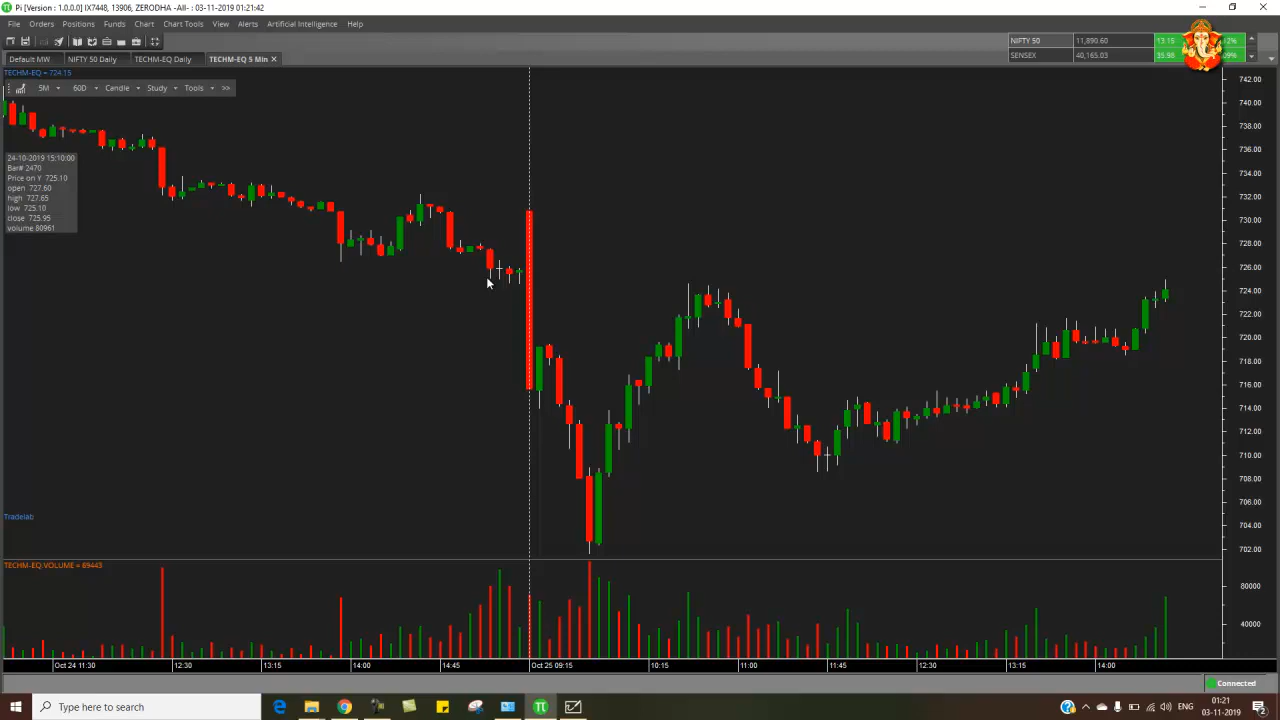 Pi [Version : 1.0.0.0] IX7448, 13906, ZERODHA -All- : 03-11-2019 01:21:42
File Orders Positions Funds Chart Chart Tools View Alerts Artificial Intelligence Help
NIFTY 50 11,890.60 13.15
SENSEX 40,165.03 35.98
Default MW NIFTY 50 Daily TECHM-EQ Daily TECHM-EQ 5 Min
TECHM-EQ = 724.15
5M 60D Candle Study Tools >>
24-10-2019 15:10:00
Bar# 2470
Price on Y 725.10
open 727.60
high 727.65
low 725.10
close 725.95
volume 80961
742.00
740.00
738.00
736.00
734.00
732.00
730.00
728.00
726.00
724.00
722.00
720.00
718.00
716.00
714.00
712.00
710.00
708.00
706.00
704.00
702.00
Tradelab
TECHM-EQ.VOLUME = 69443
80000
40000
Oct 24 11:30 12:30 13:15 14:00 14:45 Oct 25 09:15 10:15 11:00 11:45 12:30 13:15 14:00
Connected
Type here to search
ENG
01:21
03-11-2019
2